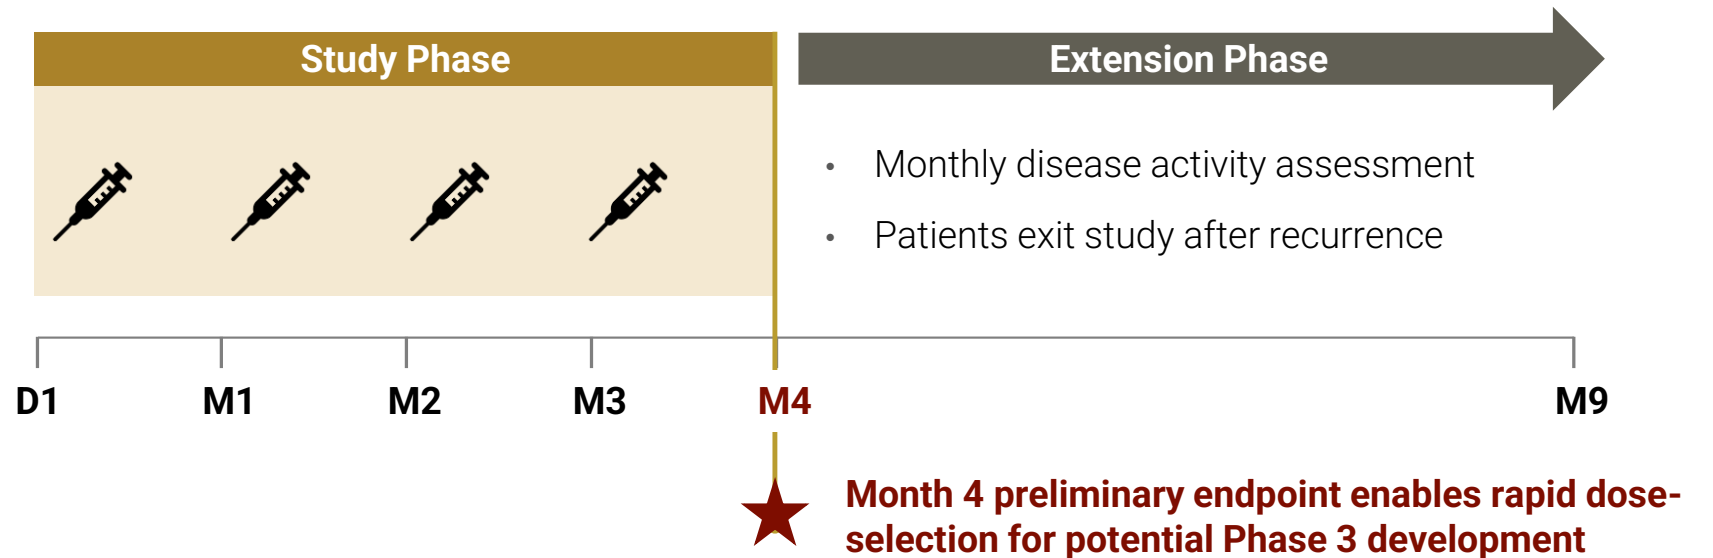 Study Phase
Extension Phase
• Monthly disease activity assessment
• Patients exit study after recurrence
D1 M1 M2 M3 M4 M9
Month 4 preliminary endpoint enables rapid dose-
selection for potential Phase 3 development